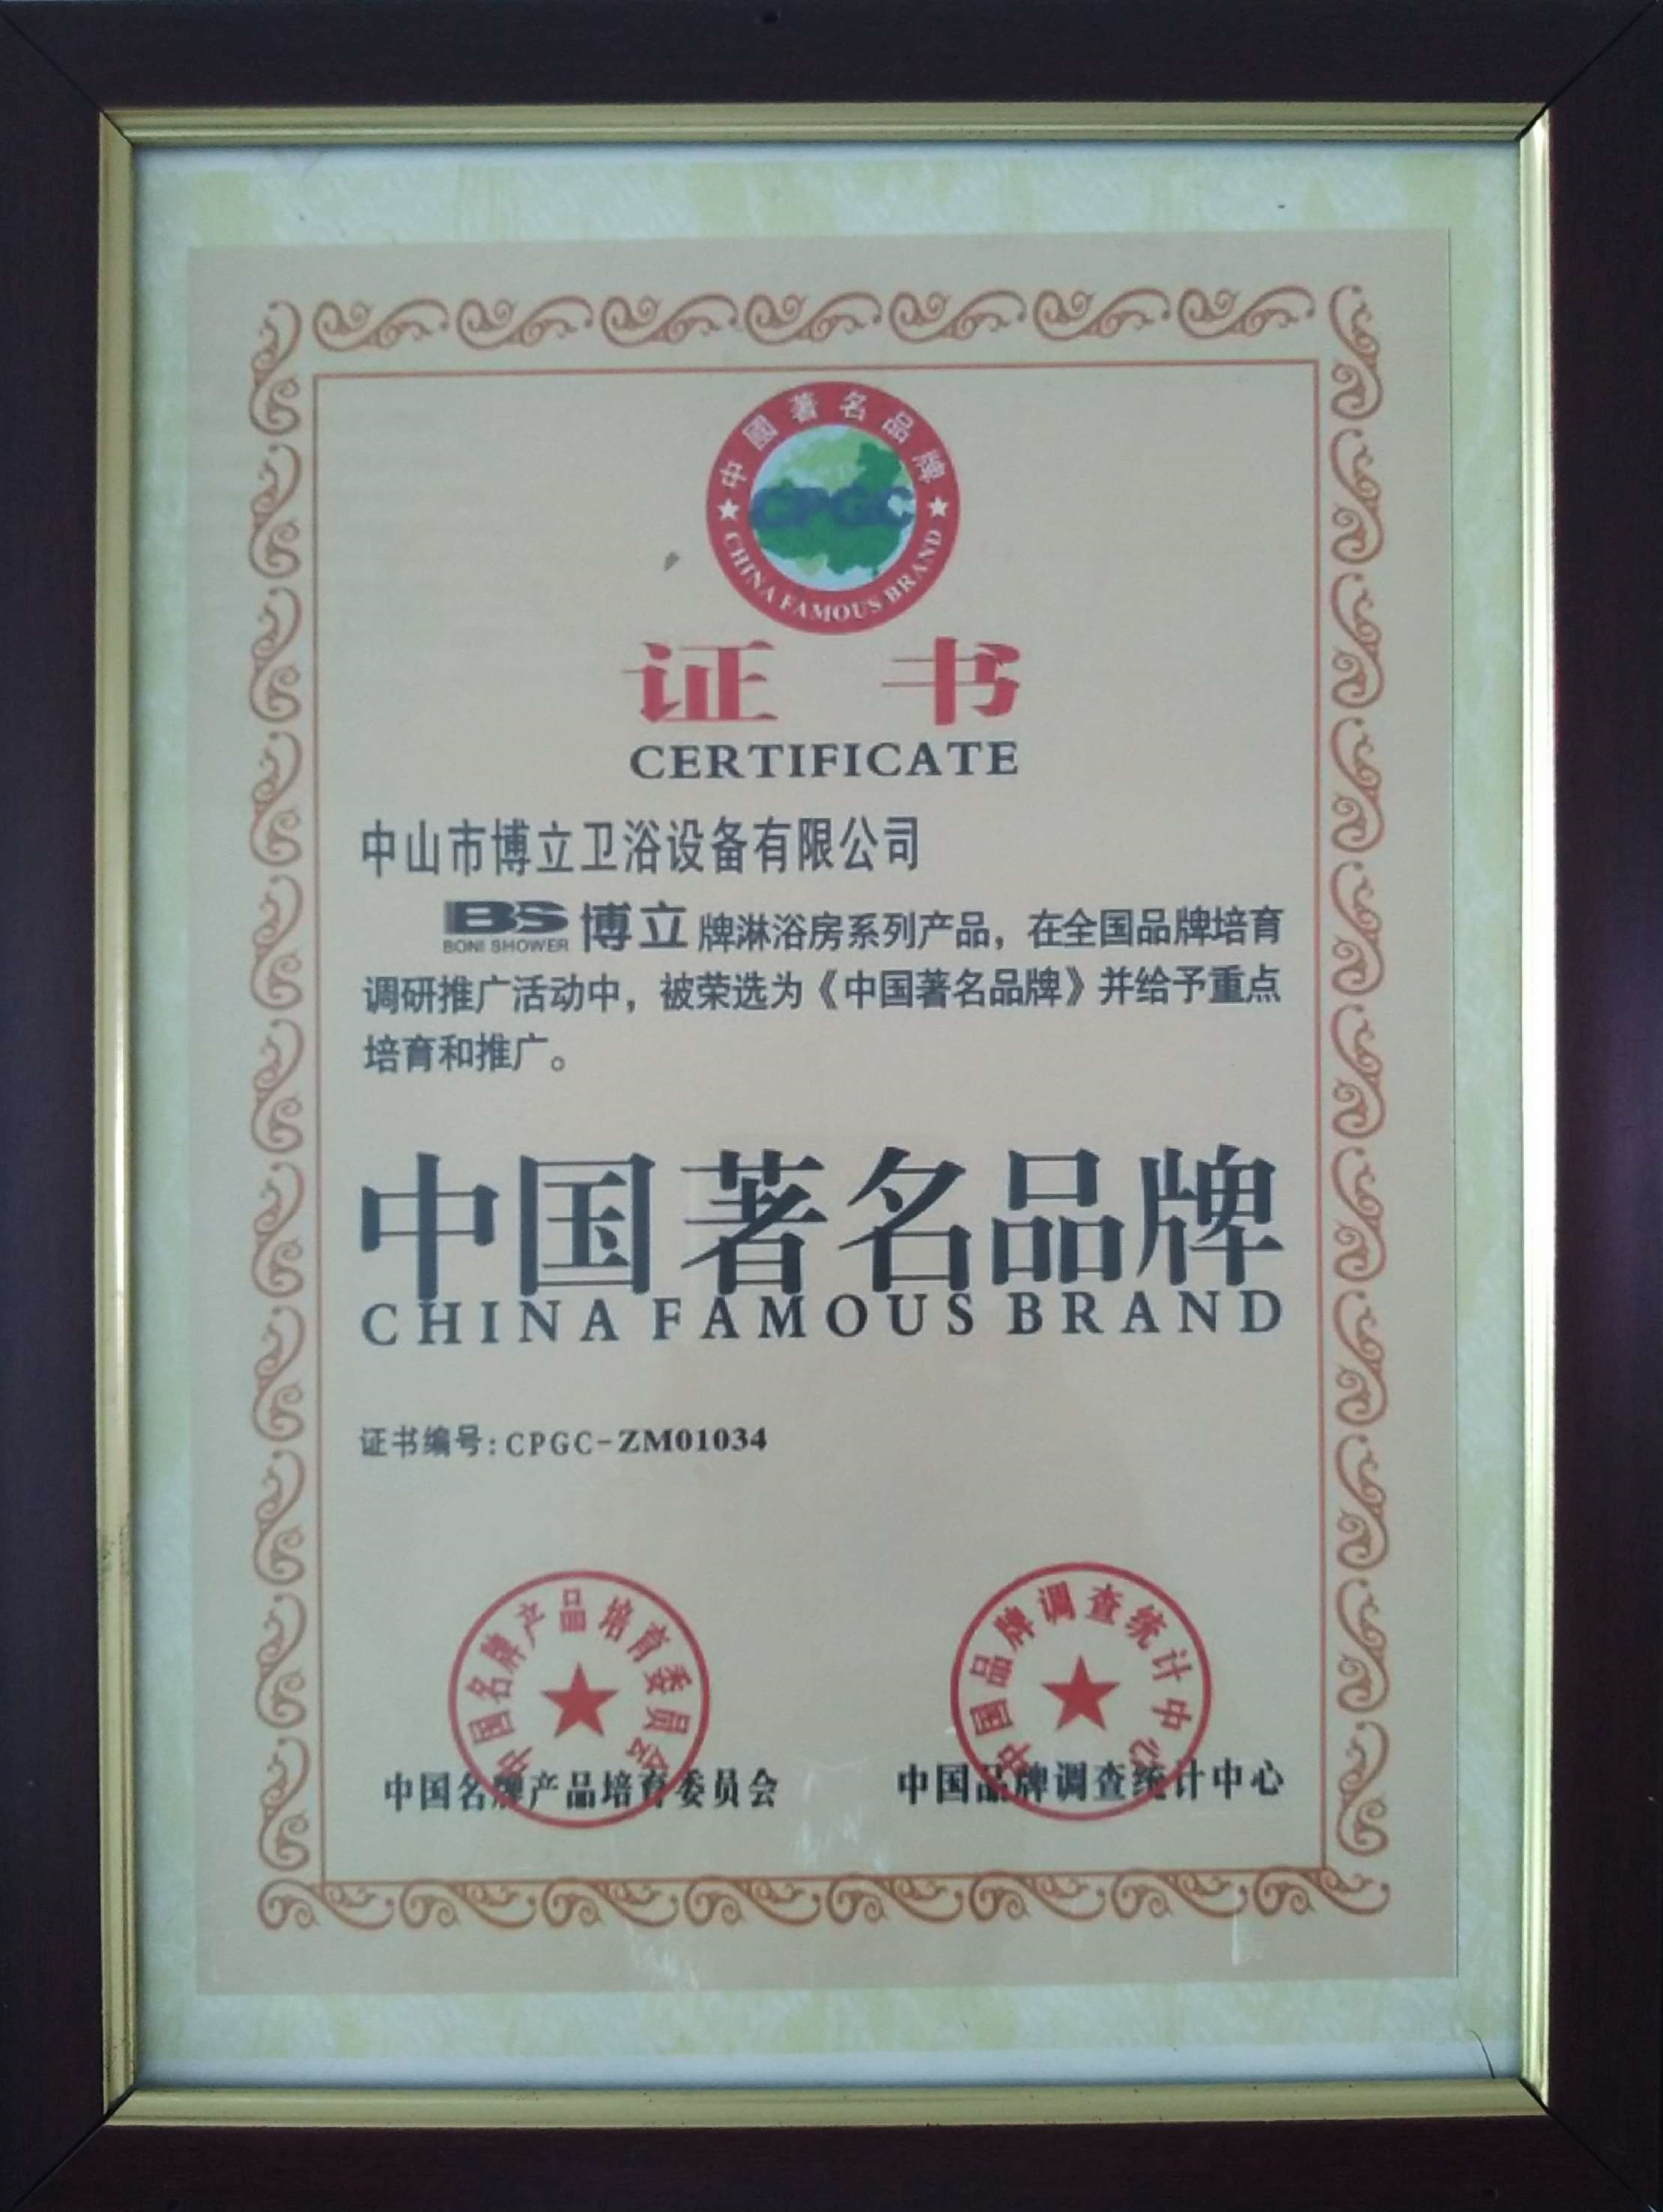 中國著名品牌
CPGC
CHINA FAMOUS BRAND
证 书
CERTIFICATE
中山市博立卫浴设备有限公司
BS 博立 牌淋浴房系列产品，在全国品牌培育
BONI SHOWER
调研推广活动中，被荣选为《中国著名品牌》并给予重点
培育和推广。
中国著名品牌
CHINA FAMOUS BRAND
证书编号：CPGC-ZM01034
中国名牌产品培育委员会
中国品牌调查统计中心
中国名牌产品培育委员会
中国品牌调查统计中心